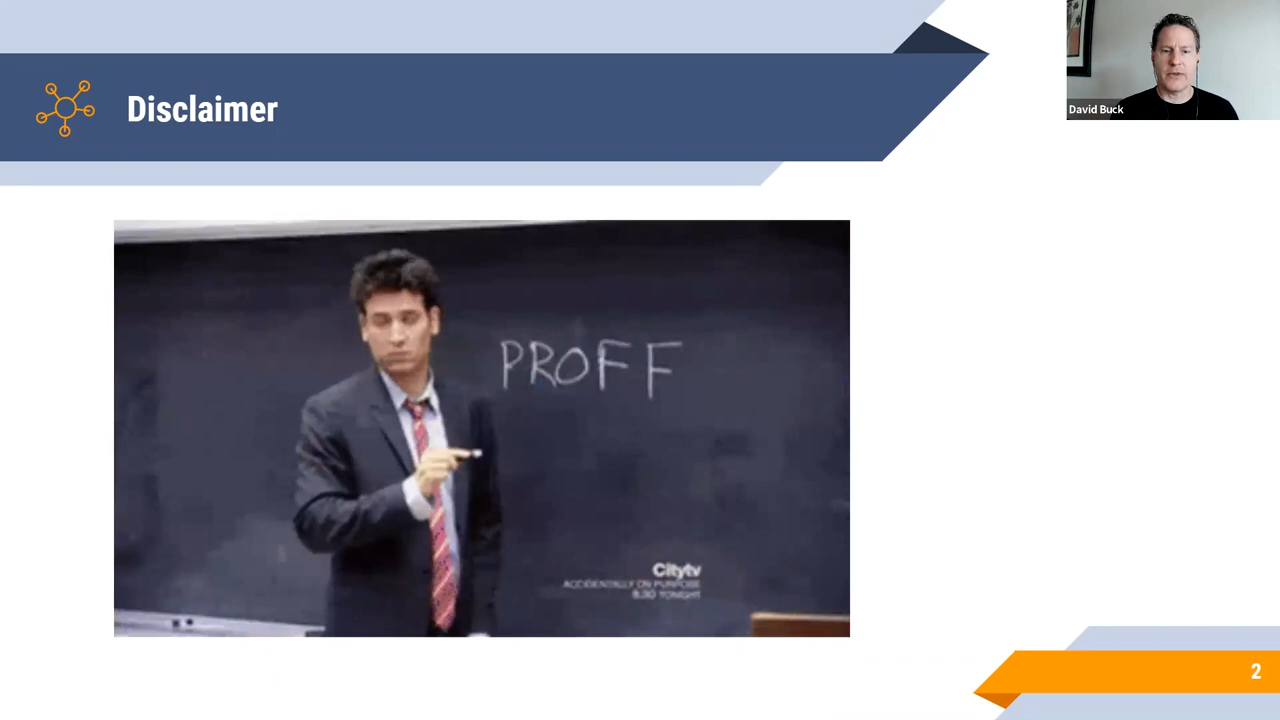 Disclaimer
David Buck
PROFF
Citytv
ACCIDENTALLY ON PURPOSE
8:30 TONIGHT
2